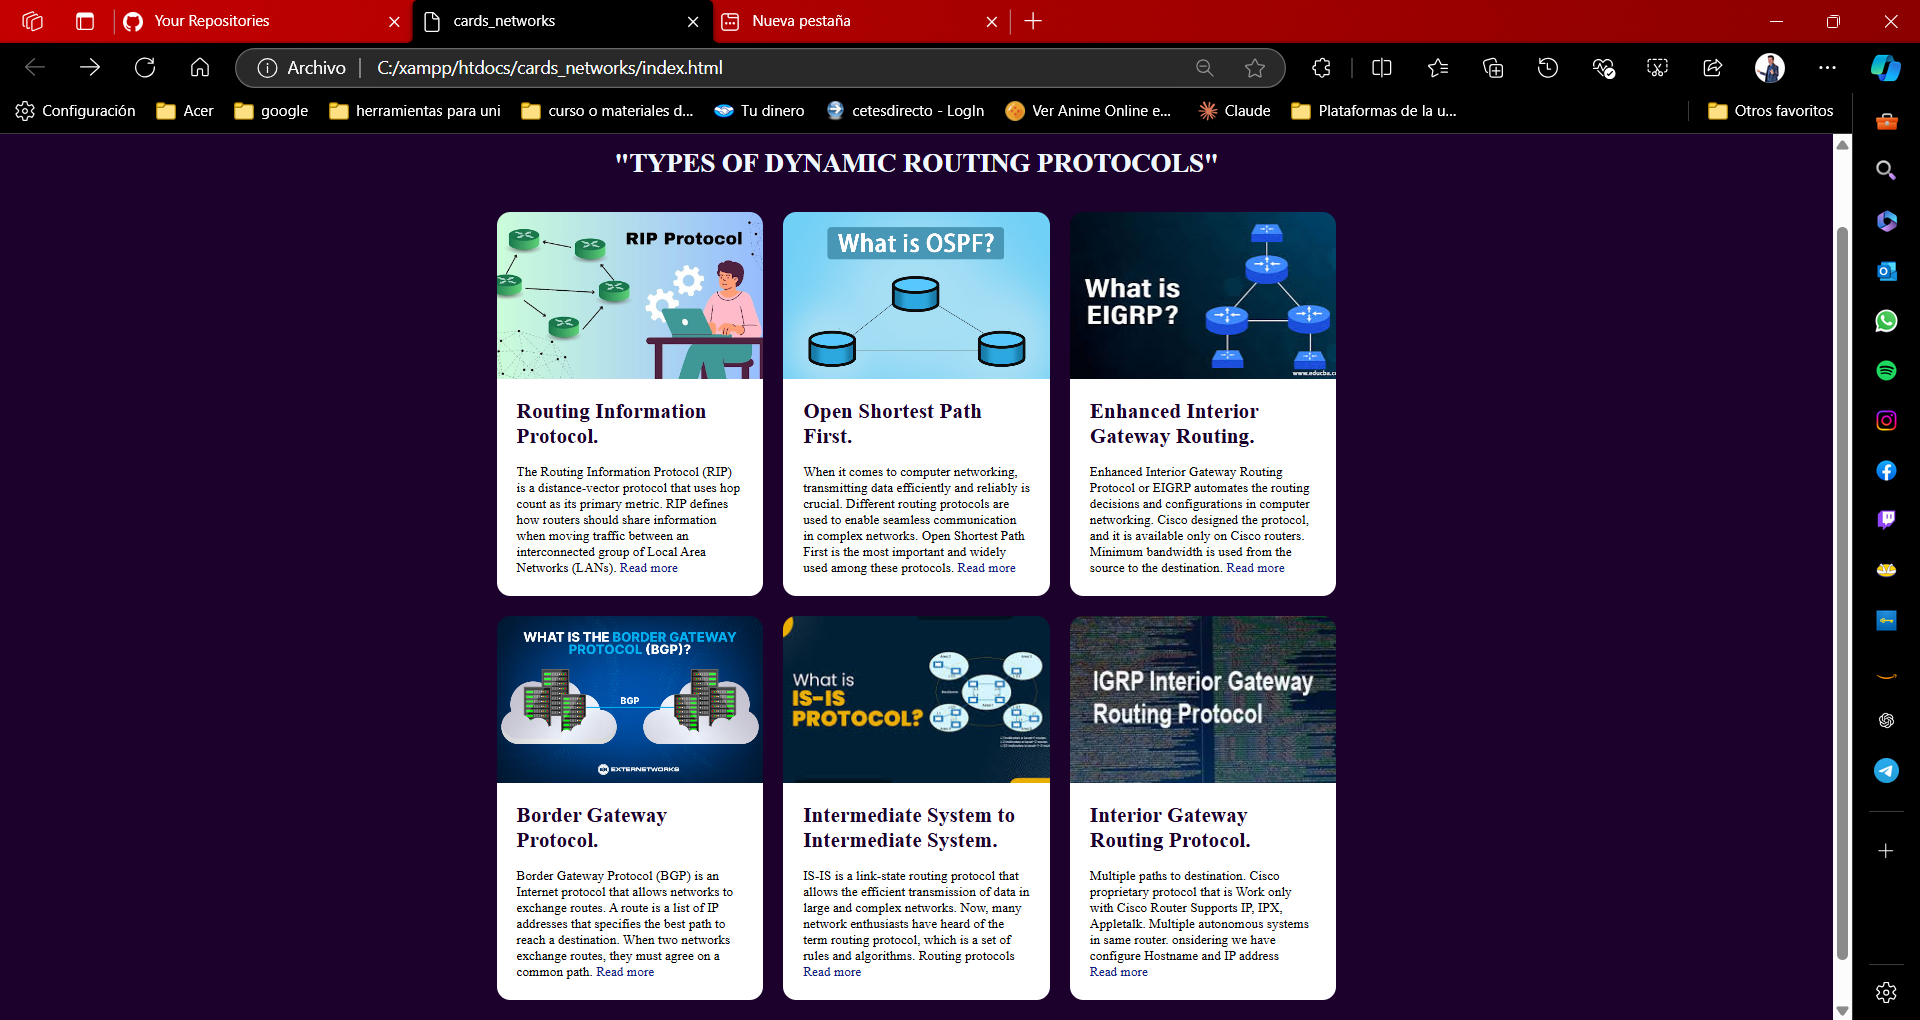 Your Repositories
cards_networks
Nueva pestaña
Archivo
C:/xampp/htdocs/cards_networks/index.html
Configuración
Acer
google
herramientas para uni
curso o materiales d...
Tu dinero
cetesdirecto - LogIn
Ver Anime Online e...
Claude
Plataformas de la u...
Otros favoritos
"TYPES OF DYNAMIC ROUTING PROTOCOLS"
RIP Protocol
Routing Information
Protocol.
The Routing Information Protocol (RIP)
is a distance-vector protocol that uses hop
count as its primary metric. RIP defines
how routers should share information
when moving traffic between an
interconnected group of Local Area
Networks (LANs). Read more
What is OSPF?
Open Shortest Path
First.
When it comes to computer networking,
transmitting data efficiently and reliably is
crucial. Different routing protocols are
used to enable seamless communication
in complex networks. Open Shortest Path
First is the most important and widely
used among these protocols. Read more
What is
EIGRP?
www.educba.c
Enhanced Interior
Gateway Routing.
Enhanced Interior Gateway Routing
Protocol or EIGRP automates the routing
decisions and configurations in computer
networking. Cisco designed the protocol,
and it is available only on Cisco routers.
Minimum bandwidth is used from the
source to the destination. Read more
WHAT IS THE BORDER GATEWAY
PROTOCOL (BGP)?
BGP
EXTERNETWORKS
Border Gateway
Protocol.
Border Gateway Protocol (BGP) is an
Internet protocol that allows networks to
exchange routes. A route is a list of IP
addresses that specifies the best path to
reach a destination. When two networks
exchange routes, they must agree on a
common path. Read more
What is
IS-IS
PROTOCOL?
Intermediate System to
Intermediate System.
IS-IS is a link-state routing protocol that
allows the efficient transmission of data in
large and complex networks. Now, many
network enthusiasts have heard of the
term routing protocol, which is a set of
rules and algorithms. Routing protocols
Read more
IGRP Interior Gateway
Routing Protocol
Interior Gateway
Routing Protocol.
Multiple paths to destination. Cisco
proprietary protocol that is Work only
with Cisco Router Supports IP, IPX,
Appletalk. Multiple autonomous systems
in same router. onsidering we have
configure Hostname and IP address
Read more